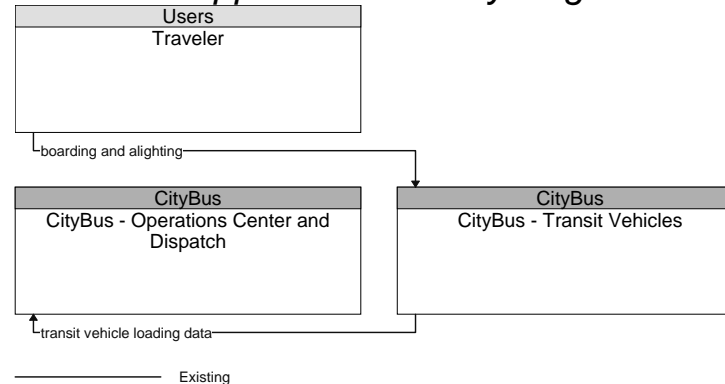 Users
Traveler
boarding and alighting
CityBus
CityBus - Operations Center and
Dispatch
CityBus
CityBus - Transit Vehicles
transit vehicle loading data
Existing